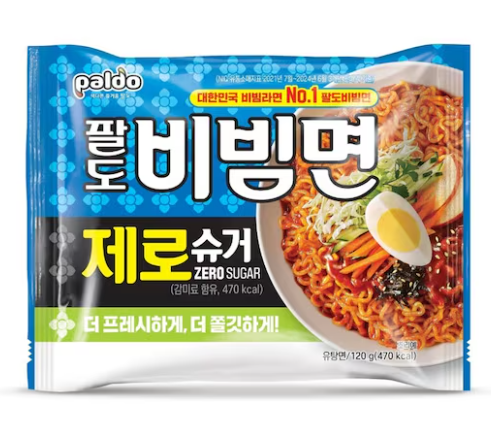 paldo
대한민국 비빔라면 No.1 팔도비빔면
팔도
비빔면
제로슈거
ZERO SUGAR
(감미료 함유, 470 kcal)
더 프레시하게, 더 쫄깃하게!
유탕면/120 g(470 kcal)